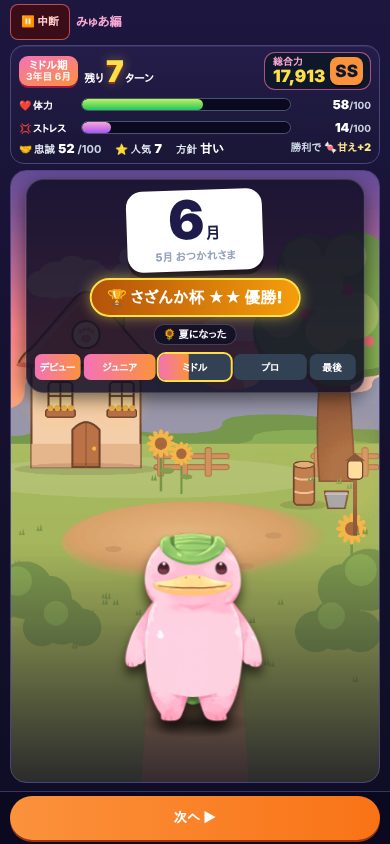 ⏸ 中断 みゅあ編
ミドル期
3年目 6月
残り7ターン
総合力
17,913 SS
❤️体力 58/100
💢ストレス 14/100
🤝忠誠 52 /100 ⭐人気 7 方針 甘い 勝利で🍬甘え+2
6月
5月 おつかれさま
🏆 さざんか杯 ★★ 優勝!
🌻 夏になった
デビュー ジュニア ミドル プロ 最後
次へ ▶